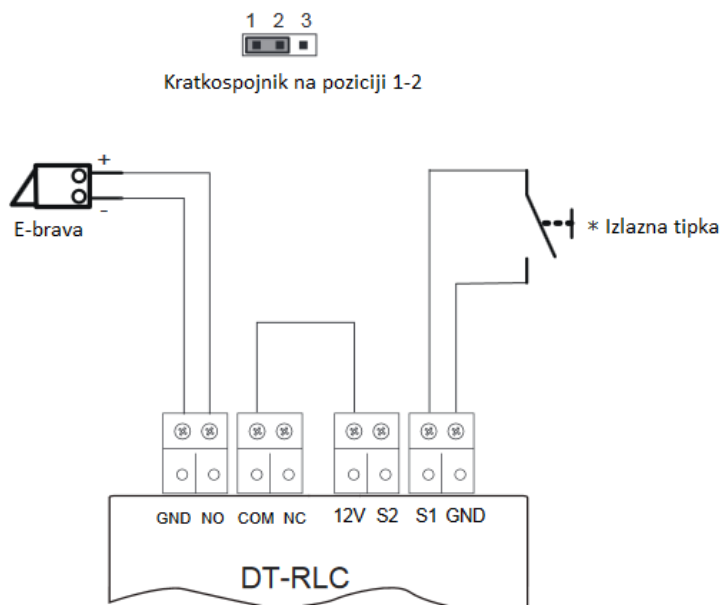 1 2 3
Kratkospojnik na poziciji 1-2
+
-
E-brava
* Izlazna tipka
GND NO COM NC 12V S2 S1 GND
DT-RLC